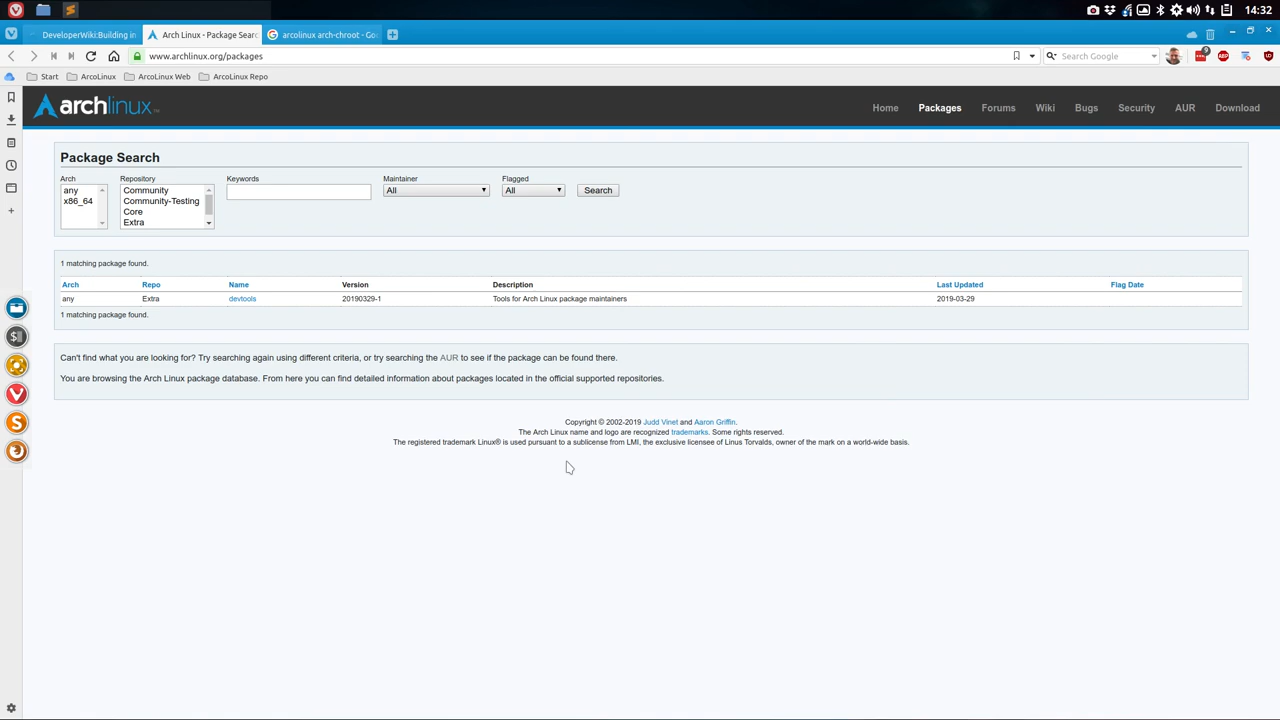 14:32
DeveloperWiki:Building in
Arch Linux - Package Sear
arcolinux arch-chroot - Go
www.archlinux.org/packages
Search Google
9
Start
ArcoLinux
ArcoLinux Web
ArcoLinux Repo
archlinux
Home
Packages
Forums
Wiki
Bugs
Security
AUR
Download
Package Search
Arch
Repository
Keywords
Maintainer
Flagged
any
x86_64
Community
Community-Testing
Core
Extra
All
All
Search
1 matching package found.
Arch Repo Name Version Description Last Updated Flag Date
any Extra devtools 20190329-1 Tools for Arch Linux package maintainers 2019-03-29
1 matching package found.
Can't find what you are looking for? Try searching again using different criteria, or try searching the AUR to see if the package can be found there.
You are browsing the Arch Linux package database. From here you can find detailed information about packages located in the official supported repositories.
Copyright © 2002-2019 Judd Vinet and Aaron Griffin.
The Arch Linux name and logo are recognized trademarks. Some rights reserved.
The registered trademark Linux® is used pursuant to a sublicense from LMI, the exclusive licensee of Linus Torvalds, owner of the mark on a world-wide basis.